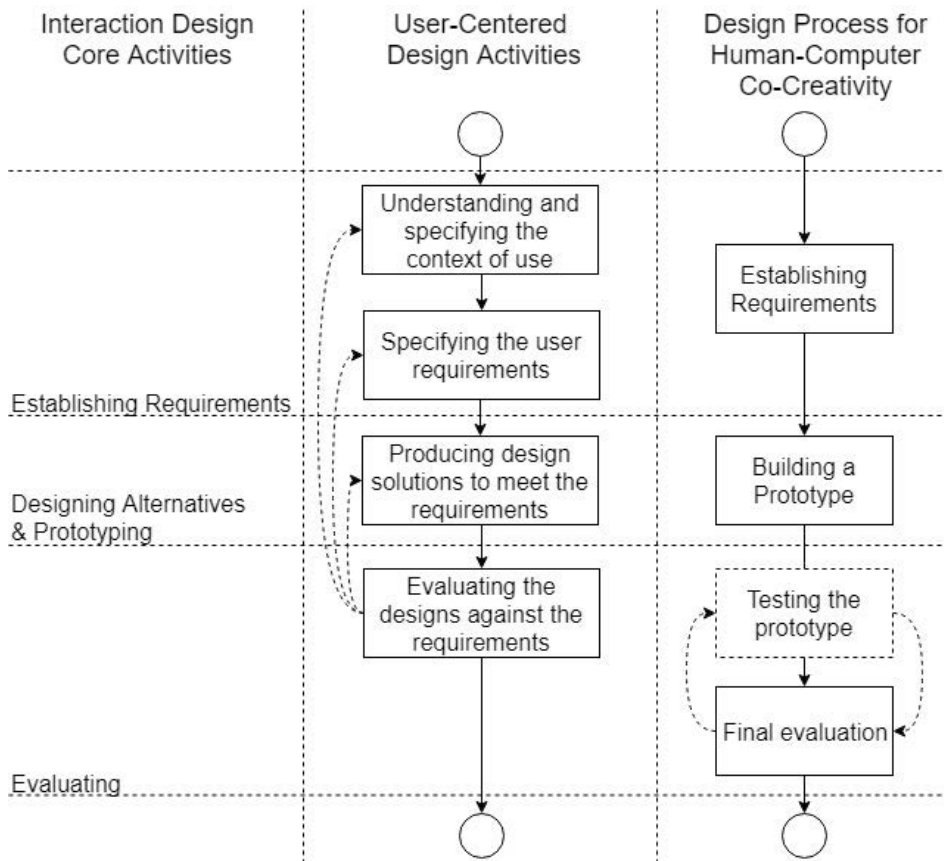 Interaction Design
Core Activities
User-Centered
Design Activities
Design Process for
Human-Computer
Co-Creativity
Understanding and
specifying the
context of use
Establishing
Requirements
Specifying the user
requirements
Establishing Requirements
Producing design
solutions to meet the
requirements
Building a
Prototype
Designing Alternatives
& Prototyping
Evaluating the
designs against the
requirements
Testing the
prototype
Final evaluation
Evaluating